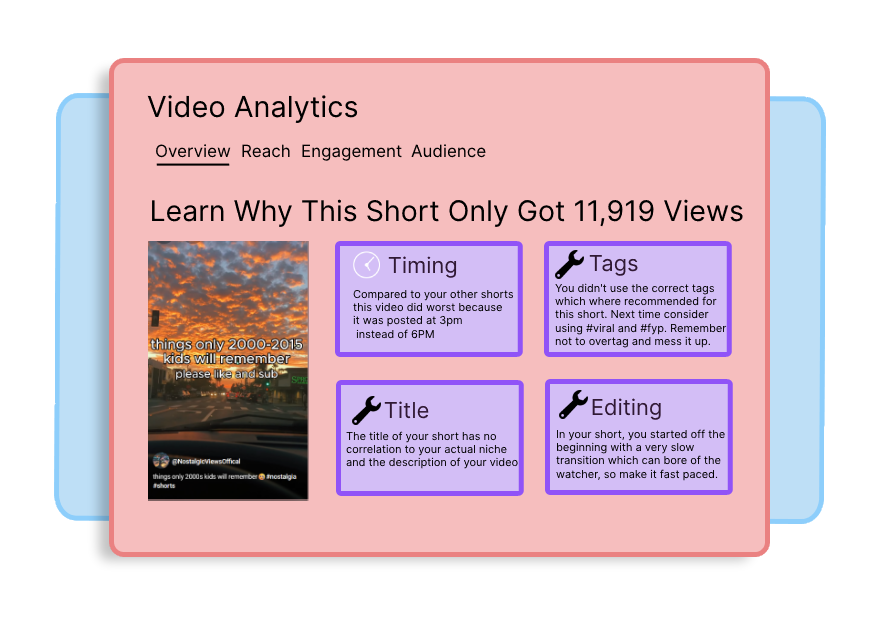 Video Analytics
Overview Reach Engagement Audience
Learn Why This Short Only Got 11,919 Views
things only 2000-2015
kids will remember
please like and sub
@NostalgicViewsOffical
things only 2000s kids will remember🥺 #nostalgia
#shorts
Timing
Compared to your other shorts
this video did worst because
it was posted at 3pm
instead of 6PM
Tags
You didn't use the correct tags
which where recommended for
this short. Next time consider
using #viral and #fyp. Remember
not to overtag and mess it up.
Title
The title of your short has no
correlation to your actual niche
and the description of your video
Editing
In your short, you started off the
beginning with a very slow
transition which can bore of the
watcher, so make it fast paced.